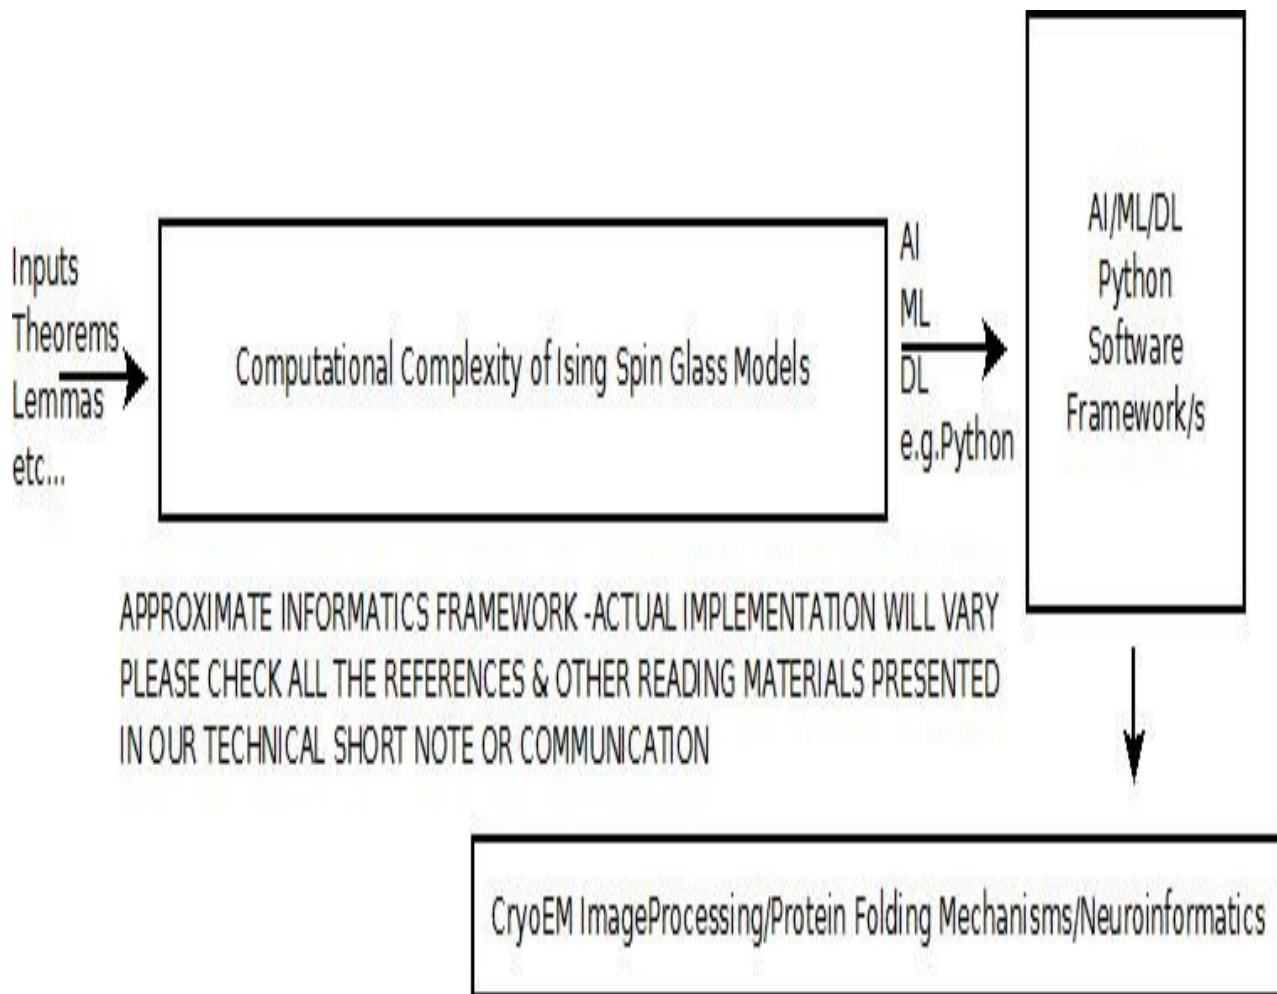 Inputs
Theorems
Lemmas
etc...
Computational Complexity of Ising Spin Glass Models
AI
ML
DL
e.g.Python
AI/ML/DL
Python
Software
Framework/s
APPROXIMATE INFORMATICS FRAMEWORK -ACTUAL IMPLEMENTATION WILL VARY
PLEASE CHECK ALL THE REFERENCES & OTHER READING MATERIALS PRESENTED
IN OUR TECHNICAL SHORT NOTE OR COMMUNICATION
CryoEM ImageProcessing/Protein Folding Mechanisms/Neuroinformatics